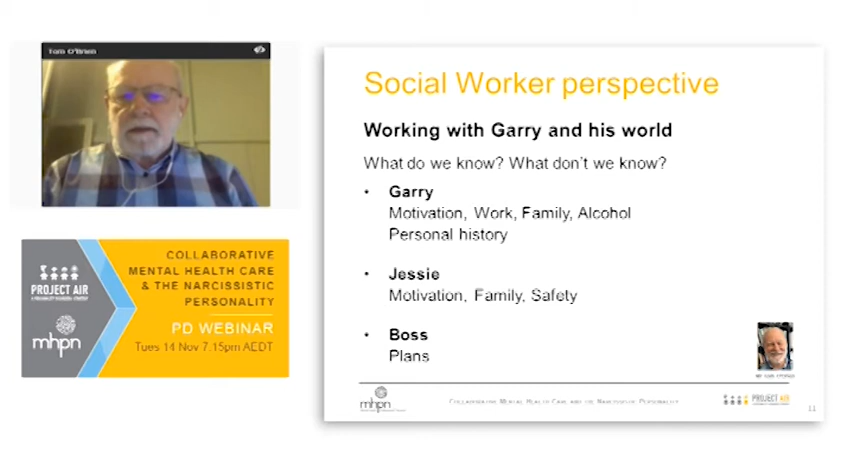 Tom O'Brien
Social Worker perspective
Working with Garry and his world
What do we know? What don't we know?
• Garry
Motivation, Work, Family, Alcohol
Personal history
• Jessie
Motivation, Family, Safety
• Boss
Plans
COLLABORATIVE
MENTAL HEALTH CARE
& THE NARCISSISTIC
PERSONALITY
PD WEBINAR
Tues 14 Nov 7.15pm AEDT
PROJECT AIR
A PERSONALITY DISORDERS STRATEGY
mhpn
mhpn
Collaborative Mental Health Care and the Narcissistic Personality
PROJECT AIR
11